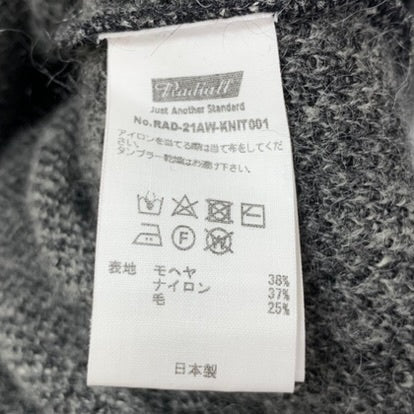 Radiall
Just Another Standard
No.RAD-21AW-KNIT001
アイロンを当てる際は当て布をしてください。
タンブラー乾燥はお避け下さい。
F
W
表地 モヘヤ 38%
ナイロン 37%
毛 25%
日本製